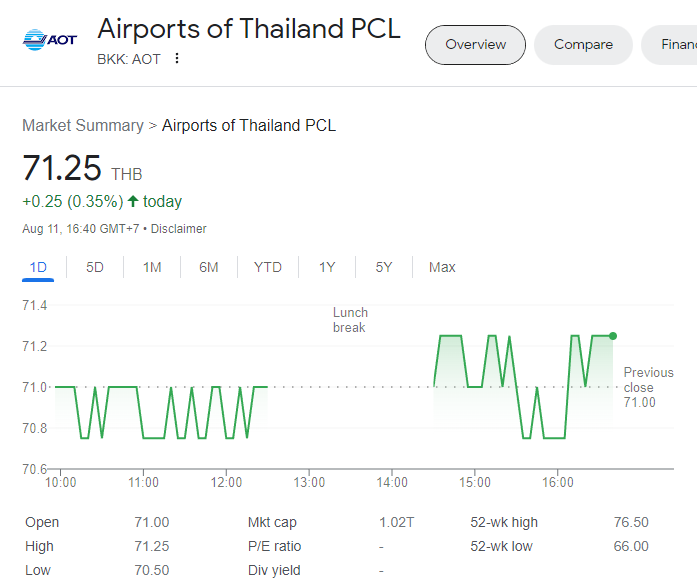 AOT
Airports of Thailand PCL
BKK: AOT
Overview
Compare
Finan
Market Summary > Airports of Thailand PCL
71.25 THB
+0.25 (0.35%) ↑ today
Aug 11, 16:40 GMT+7 • Disclaimer
1D 5D 1M 6M YTD 1Y 5Y Max
71.4
71.2
71.0
70.8
70.6
Lunch
break
Previous
close
71.00
10:00 11:00 12:00 13:00 14:00 15:00 16:00
Open 71.00 Mkt cap 1.02T 52-wk high 76.50
High 71.25 P/E ratio - 52-wk low 66.00
Low 70.50 Div yield -